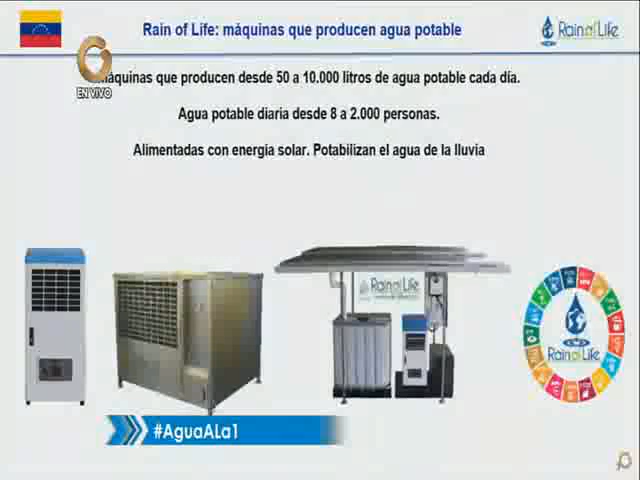 Rain of Life: máquinas que producen agua potable
Rain of Life
máquinas que producen desde 50 a 10.000 litros de agua potable cada día.
EN VIVO
Agua potable diaria desde 8 a 2.000 personas.
Alimentadas con energia solar. Potabilizan el agua de la lluvia
Rain of Life
Rain of Life
#AguaALa1